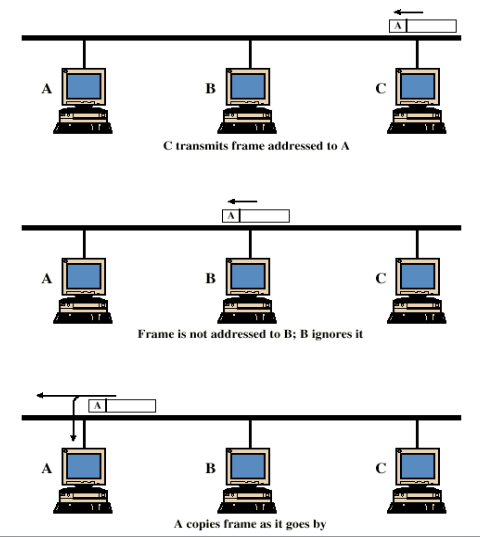 A
A B C
C transmits frame addressed to A
A
A B C
Frame is not addressed to B; B ignores it
A
A B C
A copies frame as it goes by